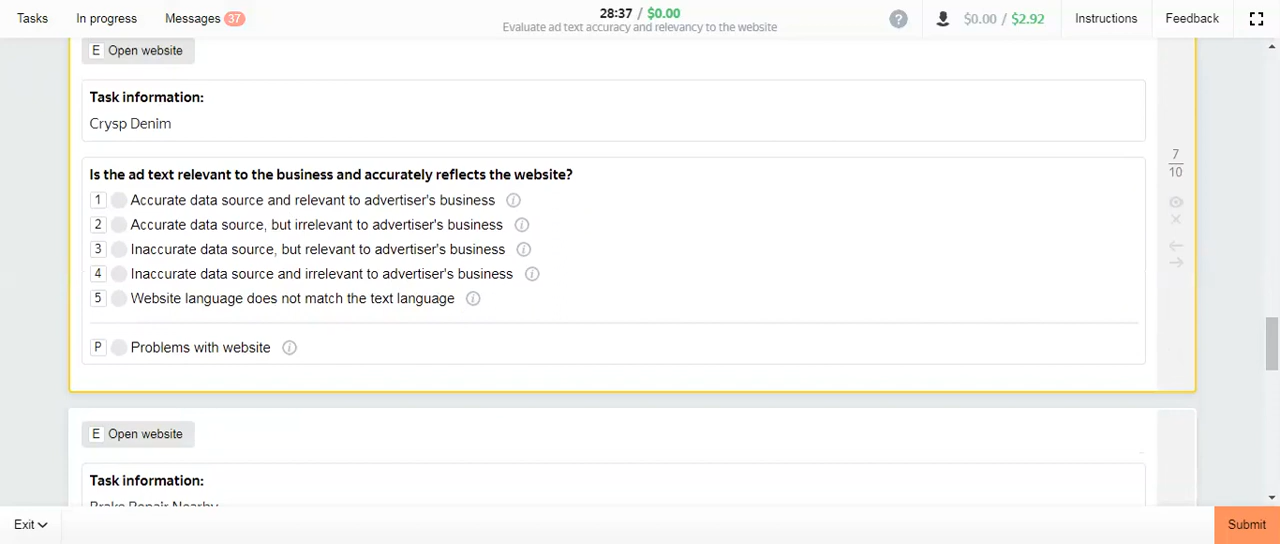 Tasks In progress Messages 37 28:37 / $0.00 ? $0.00 / $2.92 Instructions Feedback
Evaluate ad text accuracy and relevancy to the website
E Open website
Task information:
Crysp Denim
Is the ad text relevant to the business and accurately reflects the website?
1 Accurate data source and relevant to advertiser's business i
2 Accurate data source, but irrelevant to advertiser's business i
3 Inaccurate data source, but relevant to advertiser's business i
4 Inaccurate data source and irrelevant to advertiser's business i
5 Website language does not match the text language i
P Problems with website i
7
10
E Open website
Task information:
Brake Repair Nearby
Exit Submit